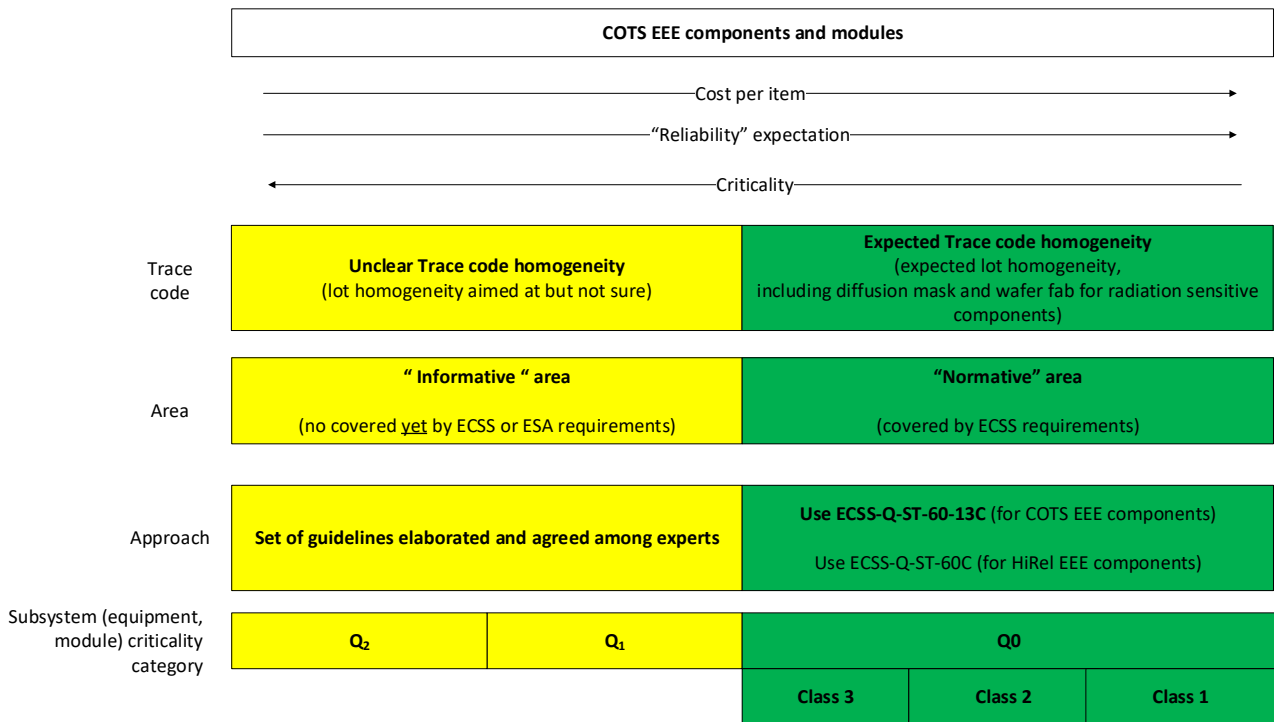 COTS EEE components and modules
Cost per item
“Reliability” expectation
Criticality
Trace
code
Unclear Trace code homogeneity
(lot homogeneity aimed at but not sure)
Expected Trace code homogeneity
(expected lot homogeneity,
including diffusion mask and wafer fab for radiation sensitive
components)
Area
“ Informative “ area
(no covered yet by ECSS or ESA requirements)
“Normative” area
(covered by ECSS requirements)
Approach
Set of guidelines elaborated and agreed among experts
Use ECSS-Q-ST-60-13C (for COTS EEE components)
Use ECSS-Q-ST-60C (for HiRel EEE components)
Subsystem (equipment,
module) criticality
category
Q₂
Q₁
Q0
Class 3
Class 2
Class 1